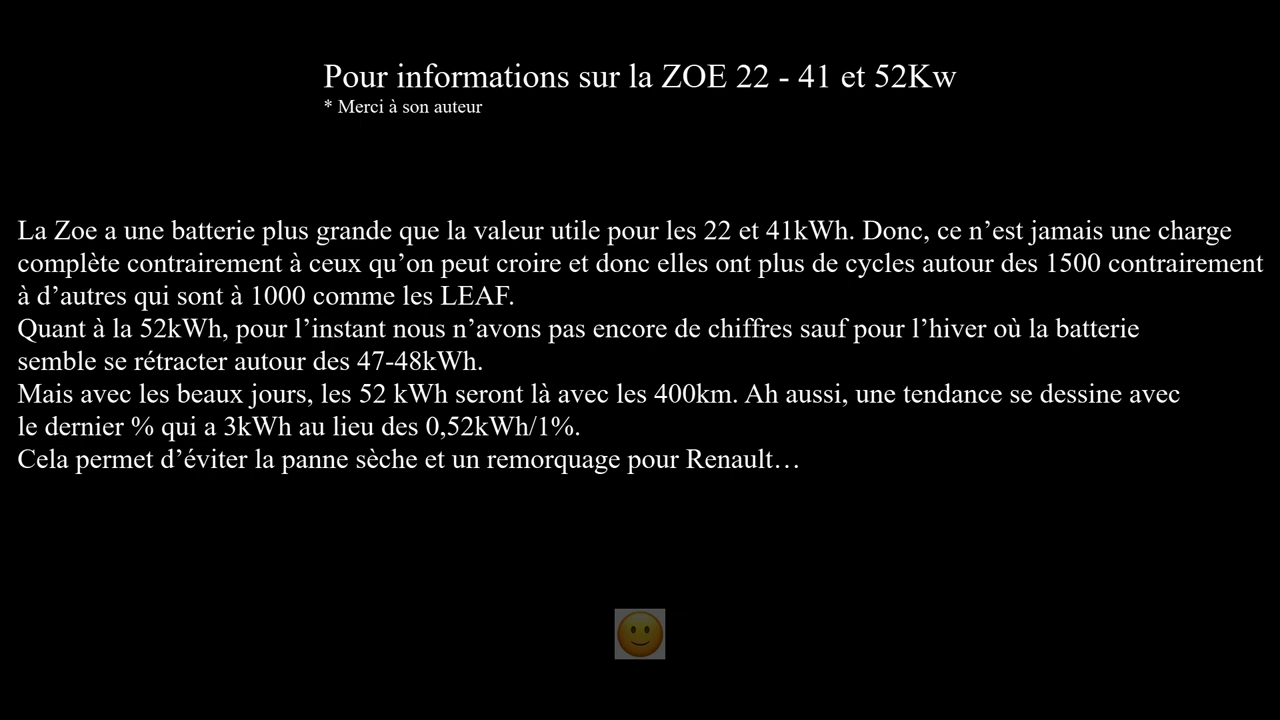 Pour informations sur la ZOE 22 - 41 et 52Kw
* Merci à son auteur
La Zoe a une batterie plus grande que la valeur utile pour les 22 et 41kWh. Donc, ce n’est jamais une charge
complète contrairement à ceux qu’on peut croire et donc elles ont plus de cycles autour des 1500 contrairement
à d’autres qui sont à 1000 comme les LEAF.
Quant à la 52kWh, pour l’instant nous n’avons pas encore de chiffres sauf pour l’hiver où la batterie
semble se rétracter autour des 47-48kWh.
Mais avec les beaux jours, les 52 kWh seront là avec les 400km. Ah aussi, une tendance se dessine avec
le dernier % qui a 3kWh au lieu des 0,52kWh/1%.
Cela permet d’éviter la panne sèche et un remorquage pour Renault…